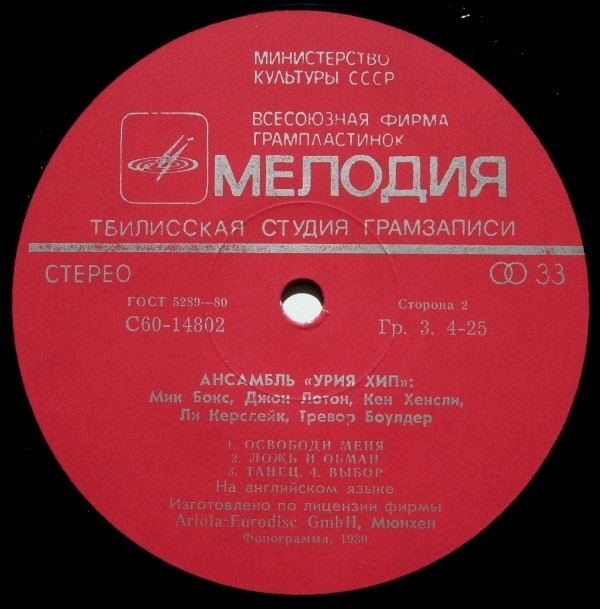 МИНИСТЕРСТВО
КУЛЬТУРЫ СССР
ВСЕСОЮЗНАЯ ФИРМА
ГРАМПЛАСТИНОК
МЕЛОДИЯ
ТБИЛИССКАЯ СТУДИЯ ГРАМЗАПИСИ
СТЕРЕО
33
ГОСТ 5289—80
С60-14802
Сторона 2
Гр. 3. 4-25
АНСАМБЛЬ «УРИЯ ХИП»:
Мик Бокс, Джон Лотон, Кен Хенсли,
Ли Керслейк, Тревор Боулдер
1. ОСВОБОДИ МЕНЯ
2. ЛОЖЬ И ОБМАН
3. ТАНЕЦ. 4. ВЫБОР
На английском языке
Изготовлено по лицензии фирмы
Ariola-Eurodisc GmbH, Мюнхен
Фонограмма, 1980